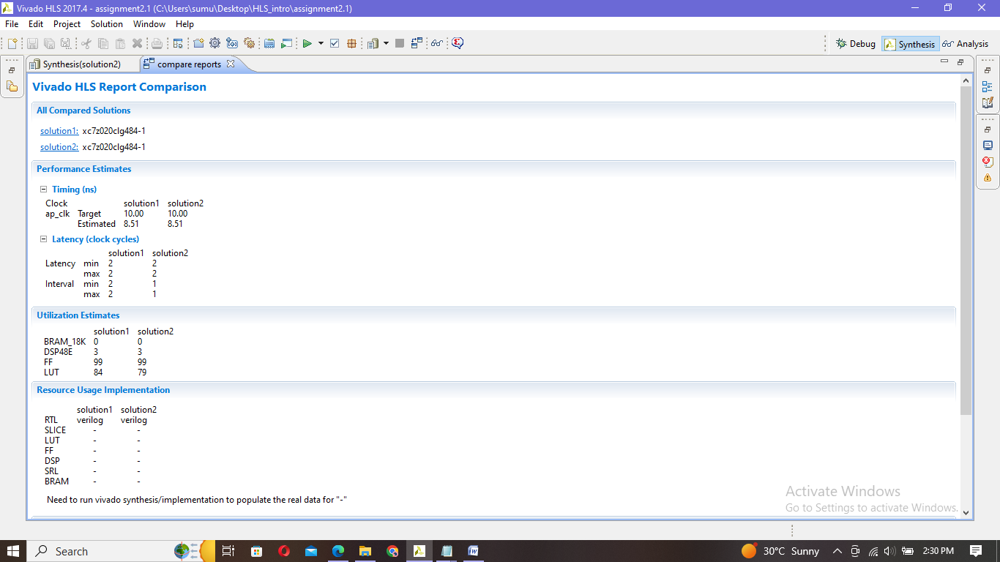 Vivado HLS 2017.4 - assignment2.1 (C:\Users\sumu\Desktop\HLS_intro\assignment2.1)
File Edit Project Solution Window Help
Debug Synthesis Analysis
Synthesis(solution2) compare reports
Vivado HLS Report Comparison
All Compared Solutions
solution1: xc7z020clg484-1
solution2: xc7z020clg484-1
Performance Estimates
Timing (ns)
Clock solution1 solution2
ap_clk Target 10.00 10.00
Estimated 8.51 8.51
Latency (clock cycles)
solution1 solution2
Latency min 2 2
max 2 2
Interval min 2 1
max 2 1
Utilization Estimates
solution1 solution2
BRAM_18K 0 0
DSP48E 3 3
FF 99 99
LUT 84 79
Resource Usage Implementation
solution1 solution2
RTL verilog verilog
SLICE - -
LUT - -
FF - -
DSP - -
SRL - -
BRAM - -
Need to run vivado synthesis/implementation to populate the real data for "-"
Activate Windows
Go to Settings to activate Windows.
Search 30°C Sunny 2:30 PM